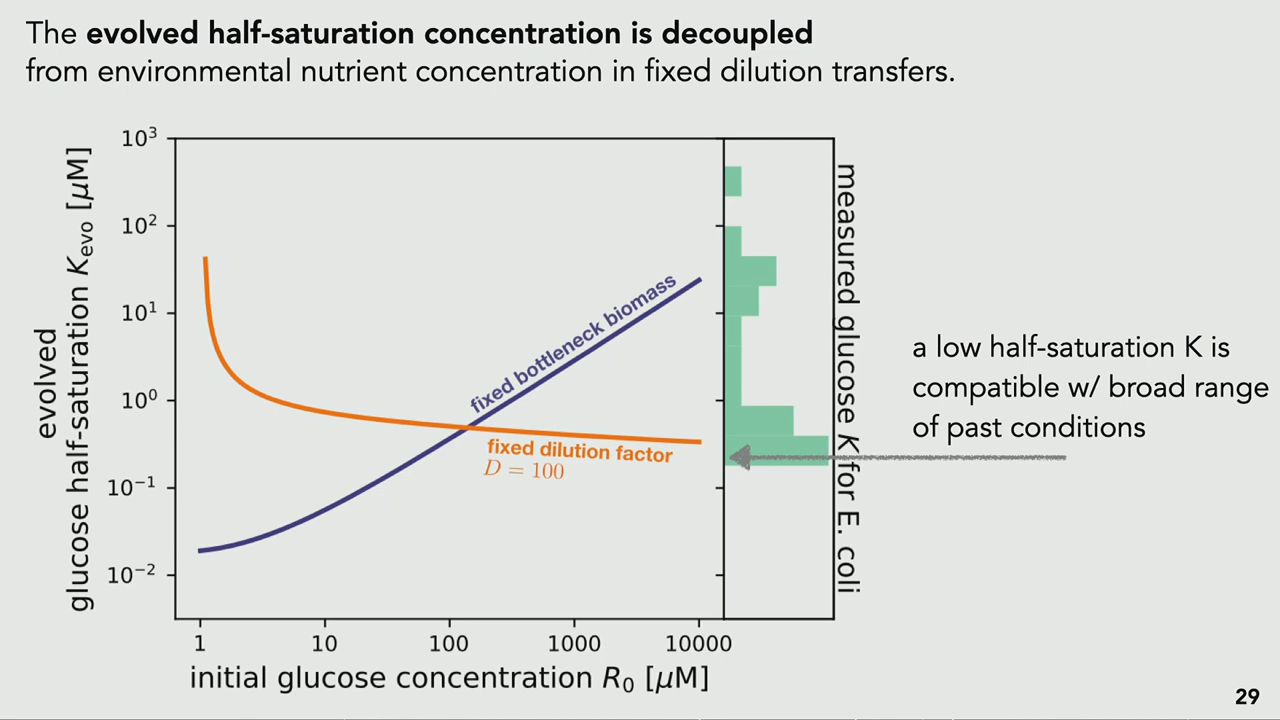 The evolved half-saturation concentration is decoupled
from environmental nutrient concentration in fixed dilution transfers.
evolved
glucose half-saturation K_evo [μM]
10³
10²
10¹
10⁰
10⁻¹
10⁻²
fixed bottleneck biomass
fixed dilution factor
D = 100
1
10
100
1000
10000
initial glucose concentration R₀ [μM]
measured glucose K for E. coli
a low half-saturation K is
compatible w/ broad range
of past conditions
29